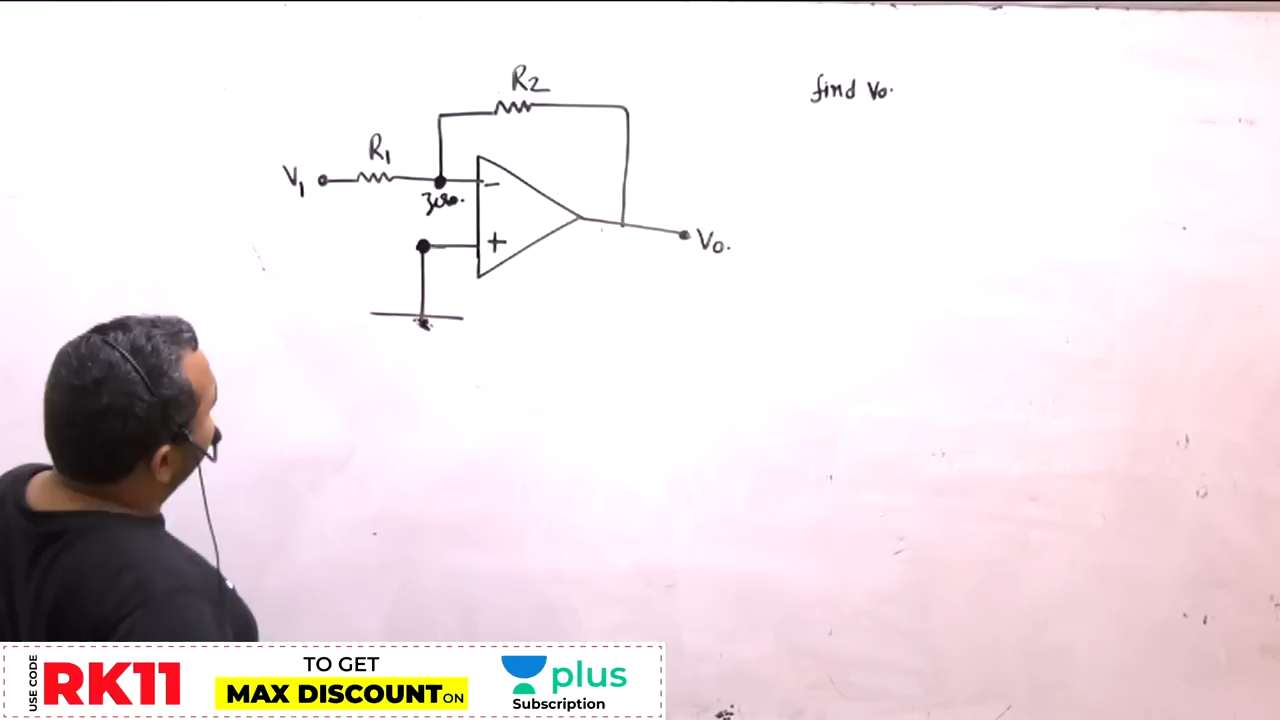 R2
find Vo.
R1
V1
zero.
−
+
Vo.
USE CODE
RK11
TO GET
MAX DISCOUNT ON
plus
Subscription